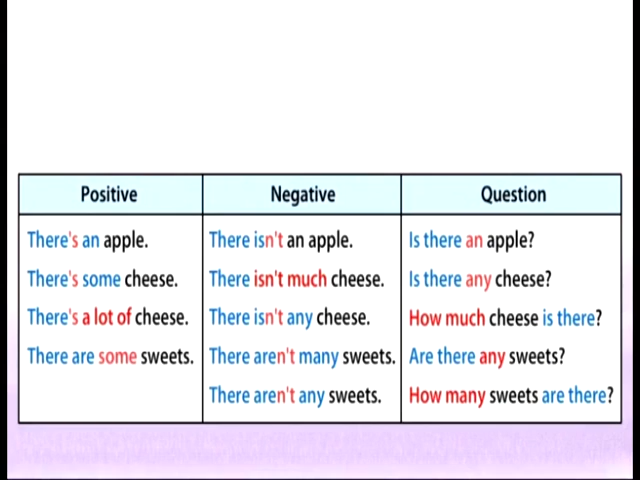 Positive Negative Question
There's an apple. There isn't an apple. Is there an apple?
There's some cheese. There isn't much cheese. Is there any cheese?
There's a lot of cheese. There isn't any cheese. How much cheese is there?
There are some sweets. There aren't many sweets. Are there any sweets?
There aren't any sweets. How many sweets are there?